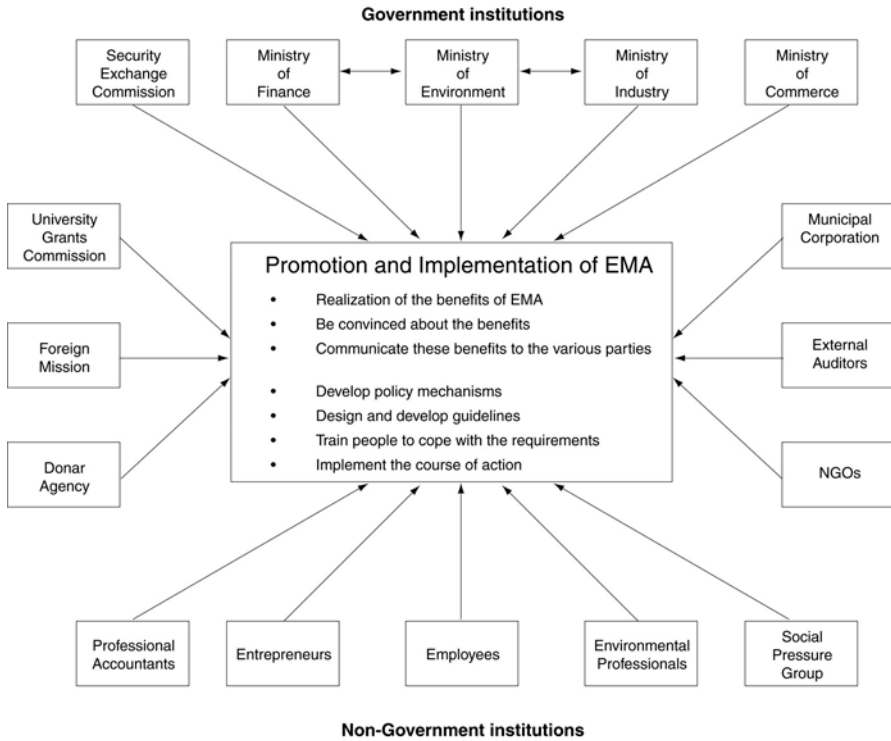 Government institutions
Security
Exchange
Commission
Ministry
of
Finance
Ministry
of
Environment
Ministry
of
Industry
Ministry
of
Commerce
University
Grants
Commission
Municipal
Corporation
Promotion and Implementation of EMA
• Realization of the benefits of EMA
• Be convinced about the benefits
• Communicate these benefits to the various parties
• Develop policy mechanisms
• Design and develop guidelines
• Train people to cope with the requirements
• Implement the course of action
Foreign
Mission
External
Auditors
Donar
Agency
NGOs
Professional
Accountants
Entrepreneurs
Employees
Environmental
Professionals
Social
Pressure
Group
Non-Government institutions